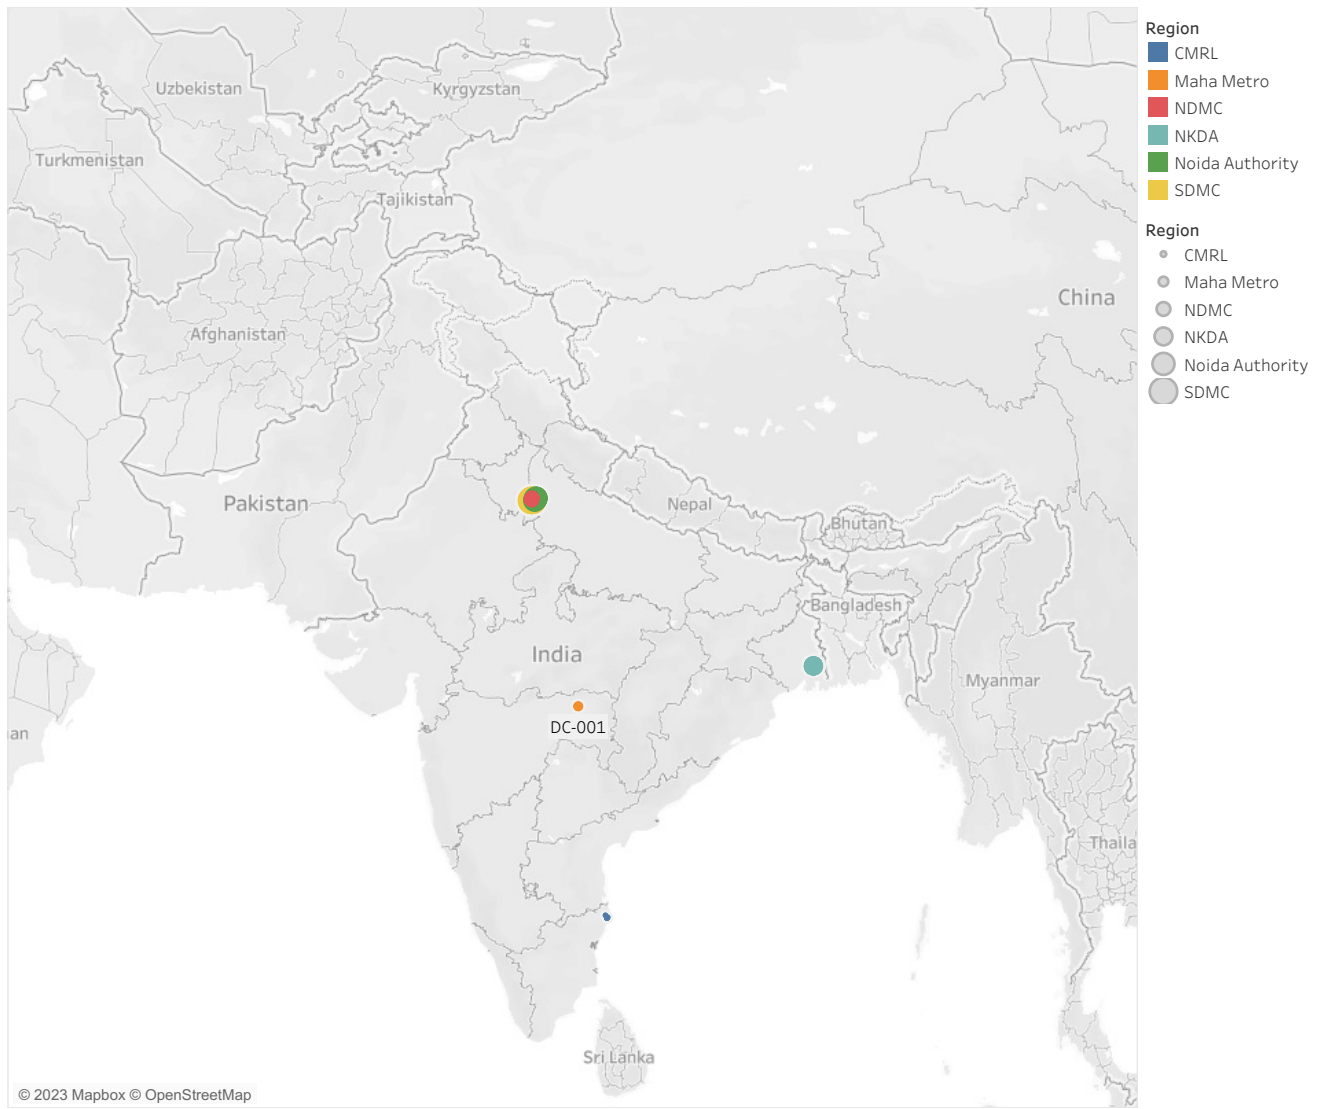 Uzbekistan
Kyrgyzstan
Turkmenistan
Tajikistan
China
Afghanistan
Pakistan
Nepal
Bhutan
Bangladesh
India
Myanmar
DC-001
an
Thaila
Sri Lanka
© 2023 Mapbox © OpenStreetMap
Region
CMRL
Maha Metro
NDMC
NKDA
Noida Authority
SDMC
Region
CMRL
Maha Metro
NDMC
NKDA
Noida Authority
SDMC